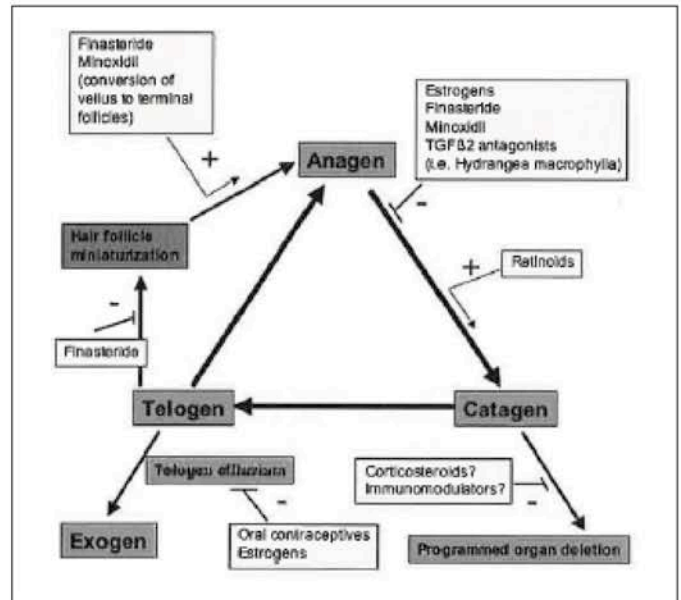 Finasteride
Minoxidil
(conversion of
vellus to terminal
follicles)
+
Estrogens
Finasteride
Minoxidil
TGFß2 antagonists
(i.e. Hydrangea macrophylla)
-
Anagen
Hair follicle
miniaturization
+
Retinoids
-
Finasteride
Telogen
Catagen
Telogen effluvium
-
Oral contraceptives
Estrogens
Corticosteroids?
Immunomodulators?
-
Exogen
Programmed organ deletion